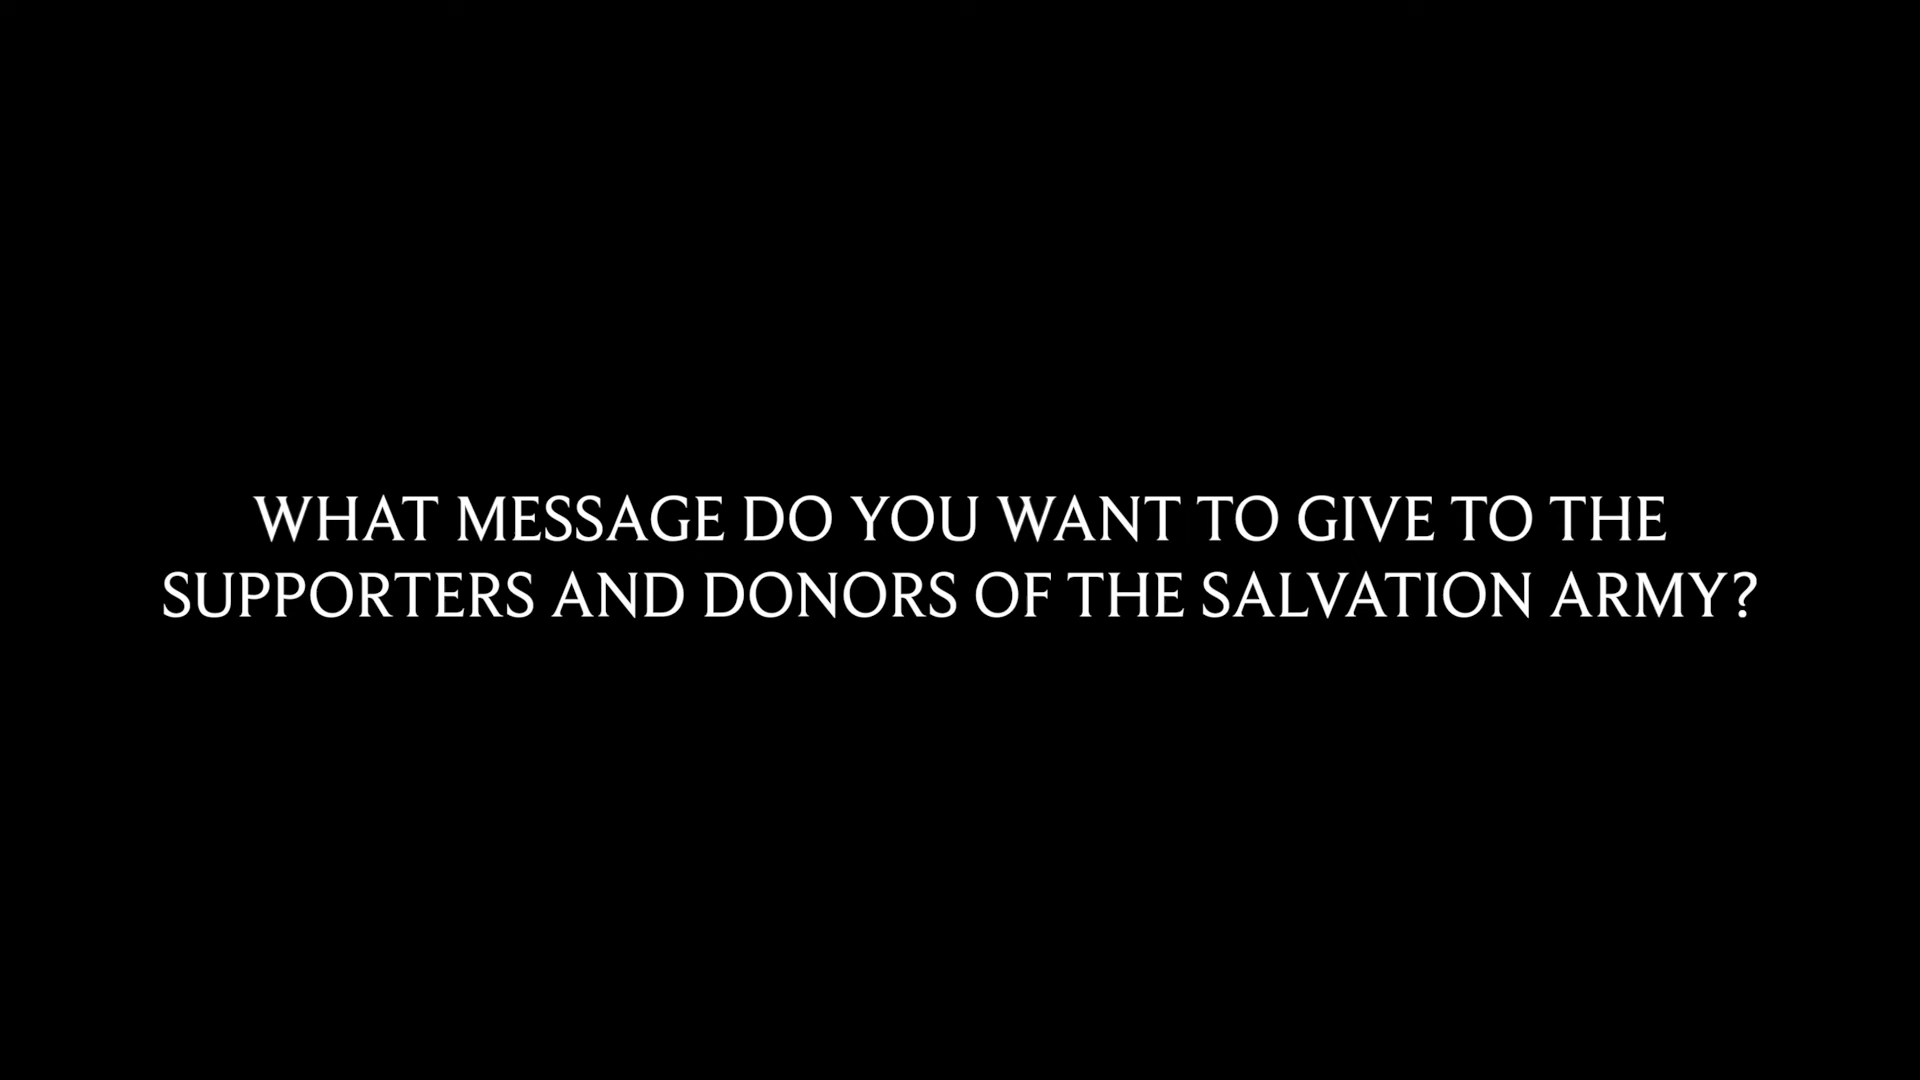 WHAT MESSAGE DO YOU WANT TO GIVE TO THE
SUPPORTERS AND DONORS OF THE SALVATION ARMY?